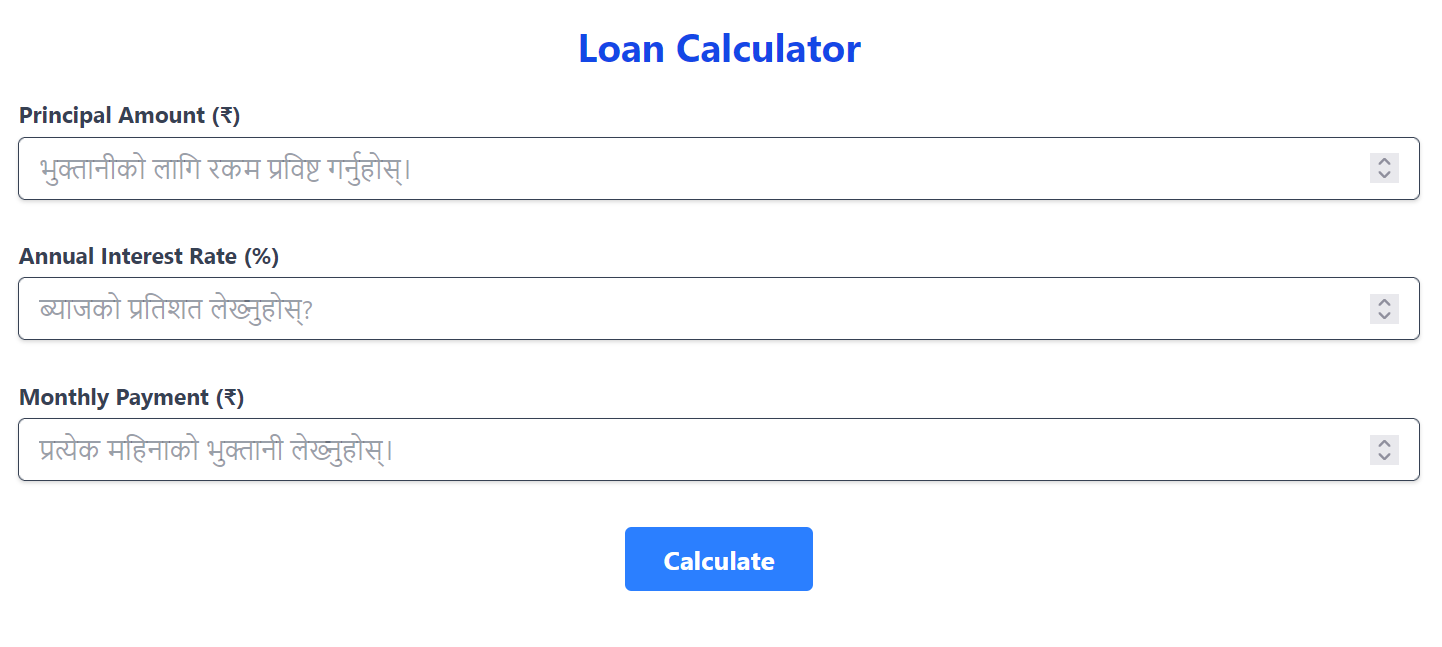 Loan Calculator
Principal Amount (₹)
भुक्तानीको लागि रकम प्रविष्ट गर्नुहोस्।
Annual Interest Rate (%)
ब्याजको प्रतिशत लेख्नुहोस्?
Monthly Payment (₹)
प्रत्येक महिनाको भुक्तानी लेख्नुहोस्।
Calculate